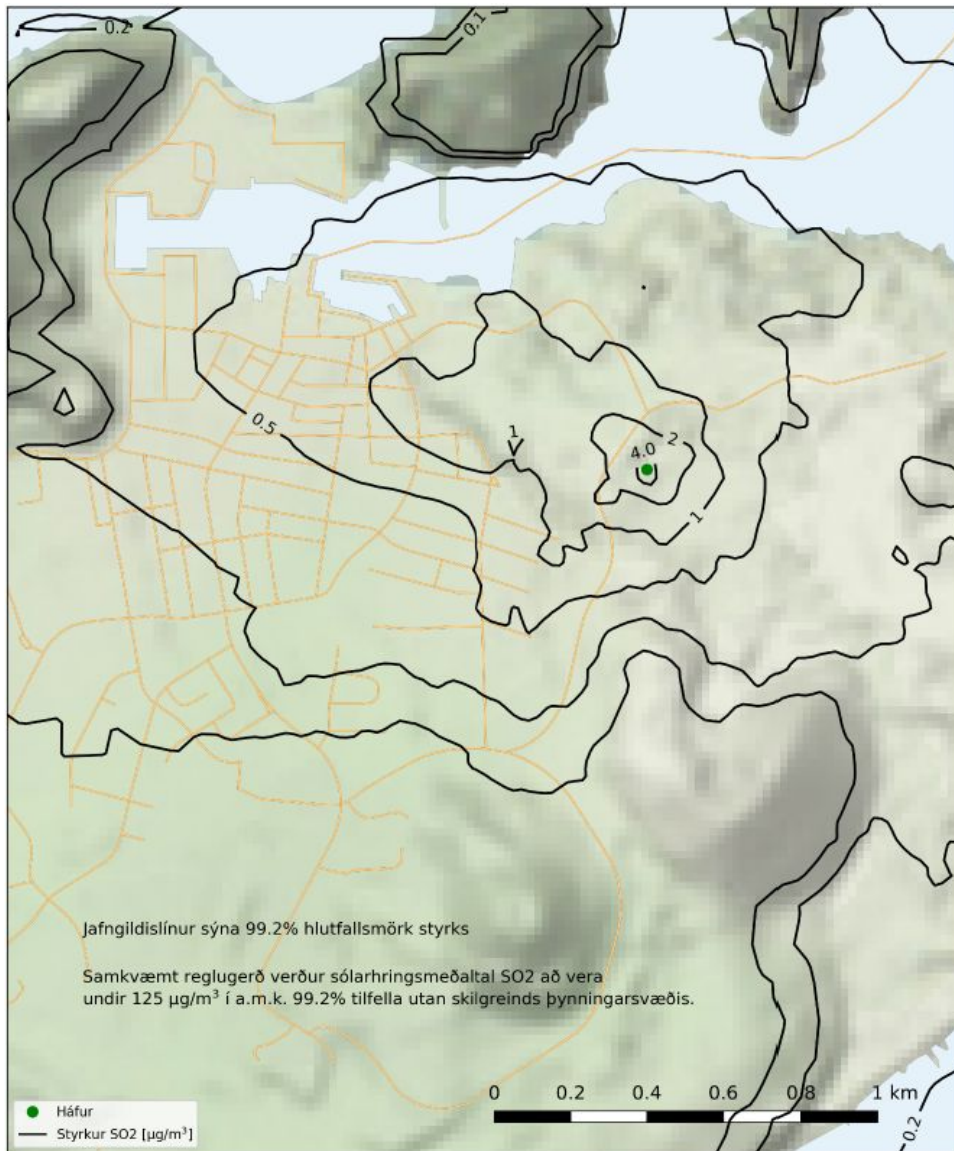 0.2
0.1
0.5
1
2
4.0
1
Jafngildislínur sýna 99.2% hlutfallsmörk styrks
Samkvæmt reglugerð verður sólarhringsmeðaltal SO2 að vera
undir 125 µg/m³ í a.m.k. 99.2% tilfella utan skilgreinds þynningarsvæðis.
0 0.2 0.4 0.6 0.8 1 km
Háfur
Styrkur SO2 [µg/m³]
0.2